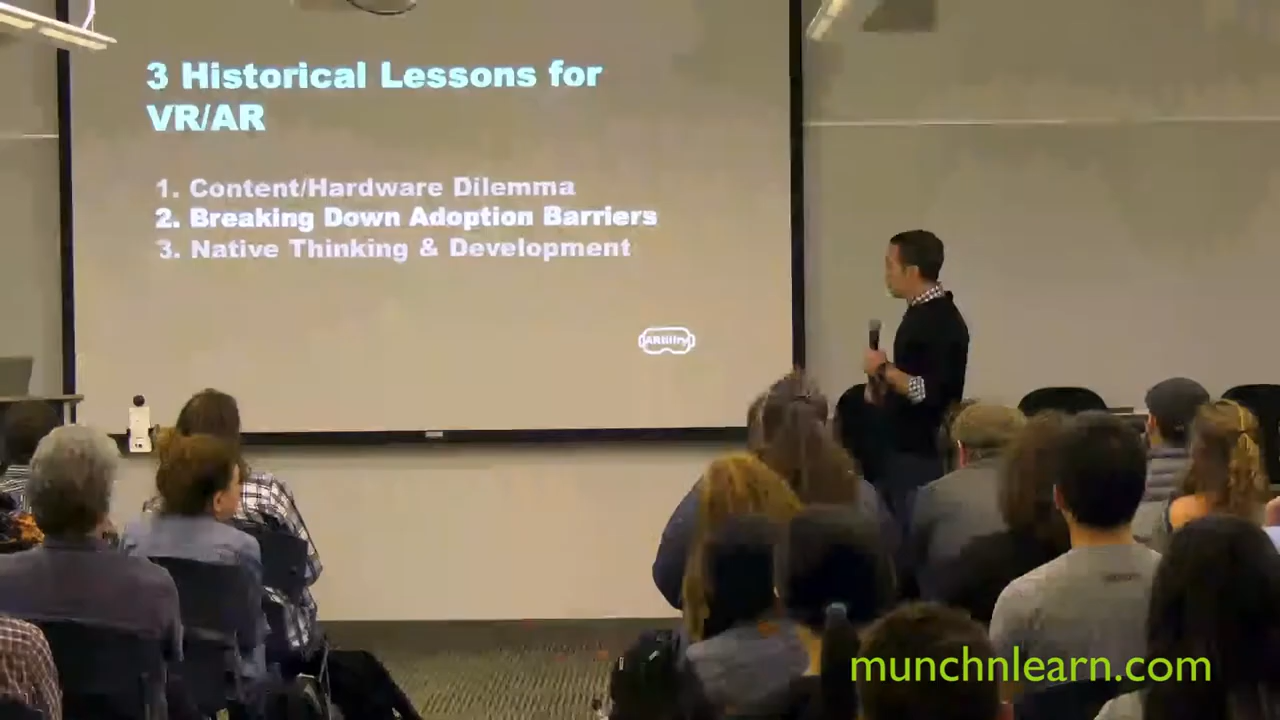 3 Historical Lessons for
VR/AR
1. Content/Hardware Dilemma
2. Breaking Down Adoption Barriers
3. Native Thinking & Development
munchnlearn.com